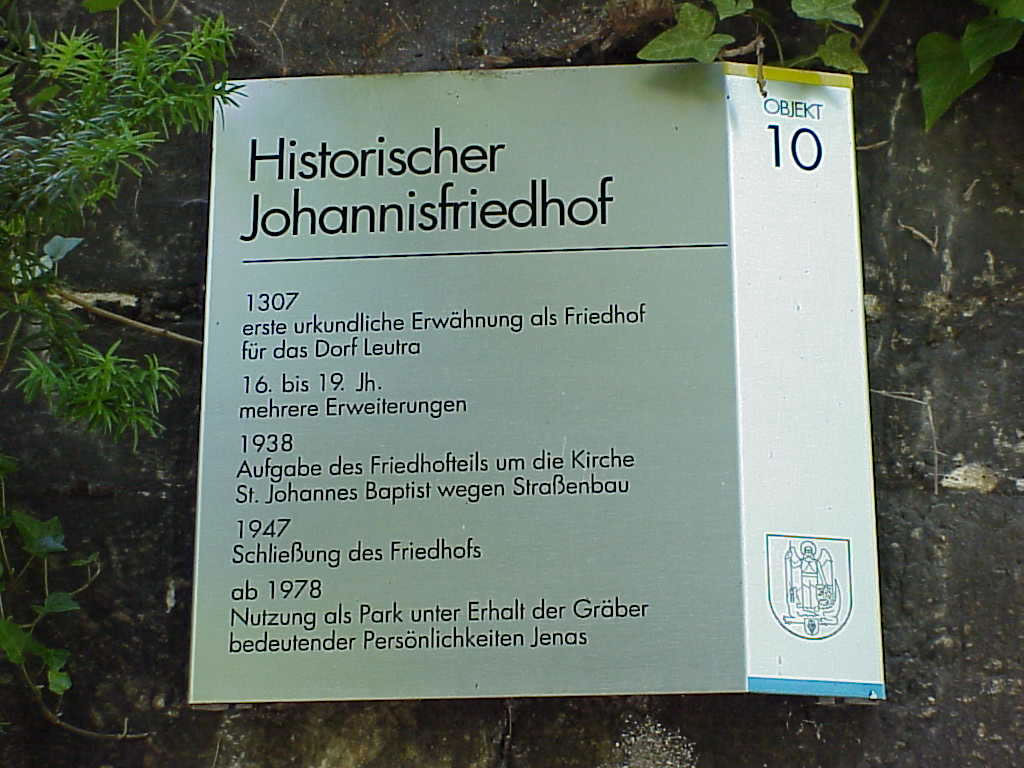 Historischer
Johannisfriedhof
1307
erste urkundliche Erwähnung als Friedhof
für das Dorf Leutra
16. bis 19. Jh.
mehrere Erweiterungen
1938
Aufgabe des Friedhofteils um die Kirche
St. Johannes Baptist wegen Straßenbau
1947
Schließung des Friedhofs
ab 1978
Nutzung als Park unter Erhalt der Gräber
bedeutender Persönlichkeiten Jenas
OBJEKT
10